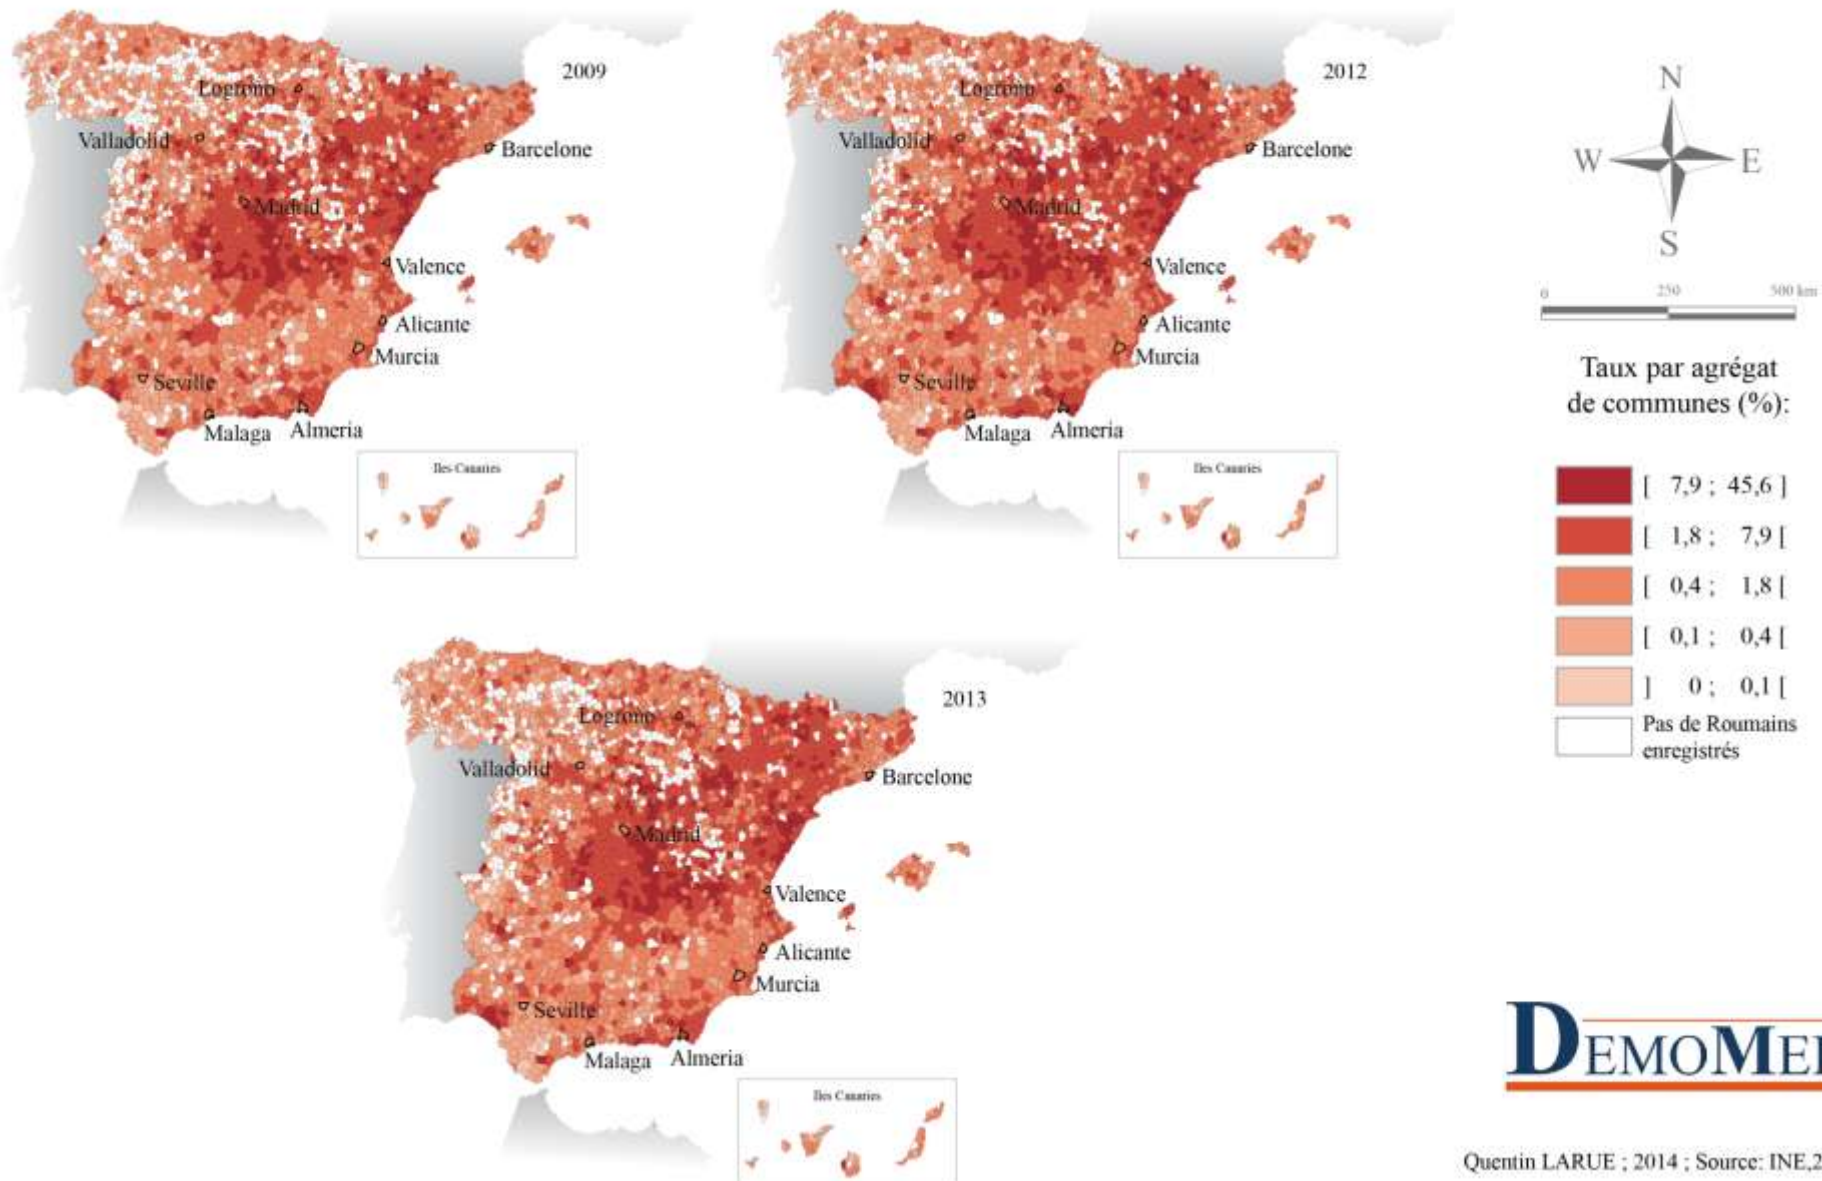 2009
Logrono
Valladolid
Barcelone
Madrid
Valence
Alicante
Murcia
Seville
Malaga
Almeria
Iles Canaries
2012
Logrono
Valladolid
Barcelone
Madrid
Valence
Alicante
Murcia
Seville
Malaga
Almeria
Iles Canaries
2013
Logrono
Valladolid
Barcelone
Madrid
Valence
Alicante
Murcia
Seville
Malaga
Almeria
Iles Canaries
N
W E
S
0 250 500 km
Taux par agrégat
de communes (%):
[ 7,9 ; 45,6 ]
[ 1,8 ; 7,9 [
[ 0,4 ; 1,8 [
[ 0,1 ; 0,4 [
] 0 ; 0,1 [
Pas de Roumains
enregistrés
DEMOME
Quentin LARUE ; 2014 ; Source: INE,2